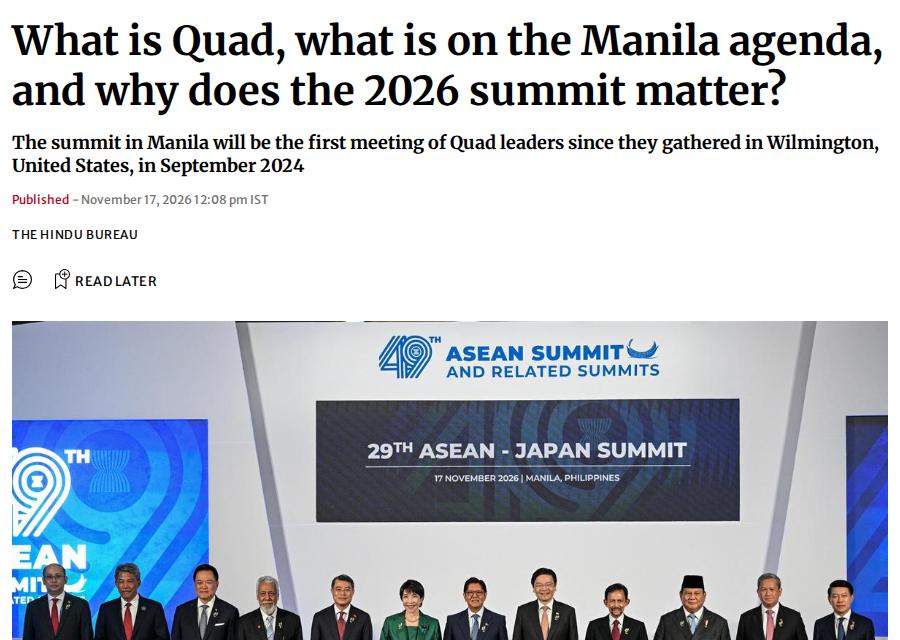 What is Quad, what is on the Manila agenda,
and why does the 2026 summit matter?
The summit in Manila will be the first meeting of Quad leaders since they gathered in Wilmington,
United States, in September 2024
Published - November 17, 2026 12:08 pm IST
THE HINDU BUREAU
READ LATER
49TH ASEAN SUMMIT
AND RELATED SUMMITS
29TH ASEAN - JAPAN SUMMIT
17 NOVEMBER 2026 | MANILA, PHILIPPINES
9TH
EAN
MIT